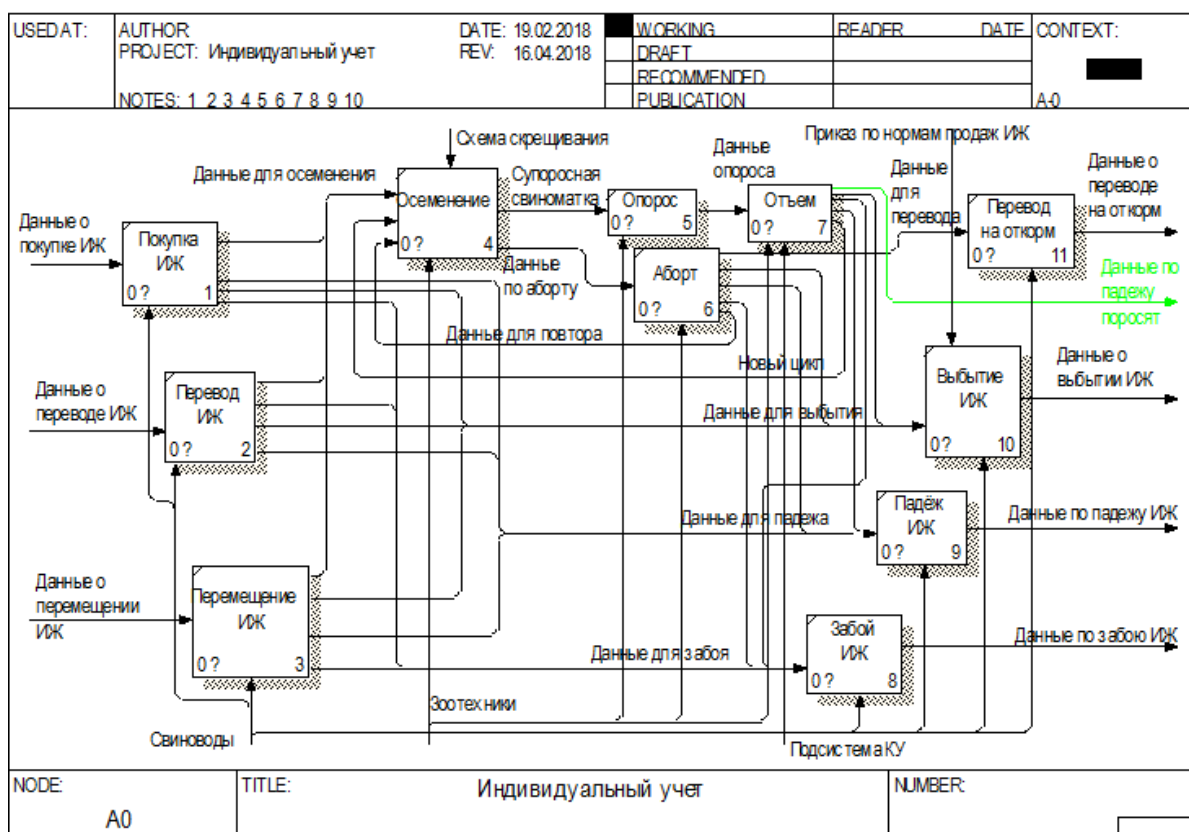 USED AT:
AUTHOR:
DATE: 19.02.2018
WORKING
READER
DATE
CONTEXT:
PROJECT: Индивидуальный учет
REV: 16.04.2018
DRAFT
RECOMMENDED
NOTES: 1 2 3 4 5 6 7 8 9 10
PUBLICATION
A-0
Схема скрещивания
Приказ по нормам продаж ИЖ
Данные для осеменения
Данные о
покупке ИЖ
Покупка
ИЖ
0 ?
1
Осеменение
0 ?
4
Супоросная
свиноматка
Опорос
0 ?
5
Данные
опороса
Отъем
0 ?
7
Данные
для
перевода
Перевод
на откорм
0 ?
11
Данные о
переводе
на откорм
Данные
по аборту
Аборт
0 ?
6
Данные по
падежу
поросят
Данные для повтора
Новый цикл
Данные о
переводе ИЖ
Перевод
ИЖ
0 ?
2
Данные для выбытия
Выбытие
ИЖ
0 ?
10
Данные о
выбытии ИЖ
Данные для падежа
Падёж
ИЖ
0 ?
9
Данные по падежу ИЖ
Данные о
перемещении
ИЖ
Перемещение
ИЖ
0 ?
3
Данные для забоя
Забой
ИЖ
0 ?
8
Данные по забою ИЖ
Свиноводы
Зоотехники
Подсистема КУ
NODE:
A0
TITLE:
Индивидуальный учет
NUMBER: